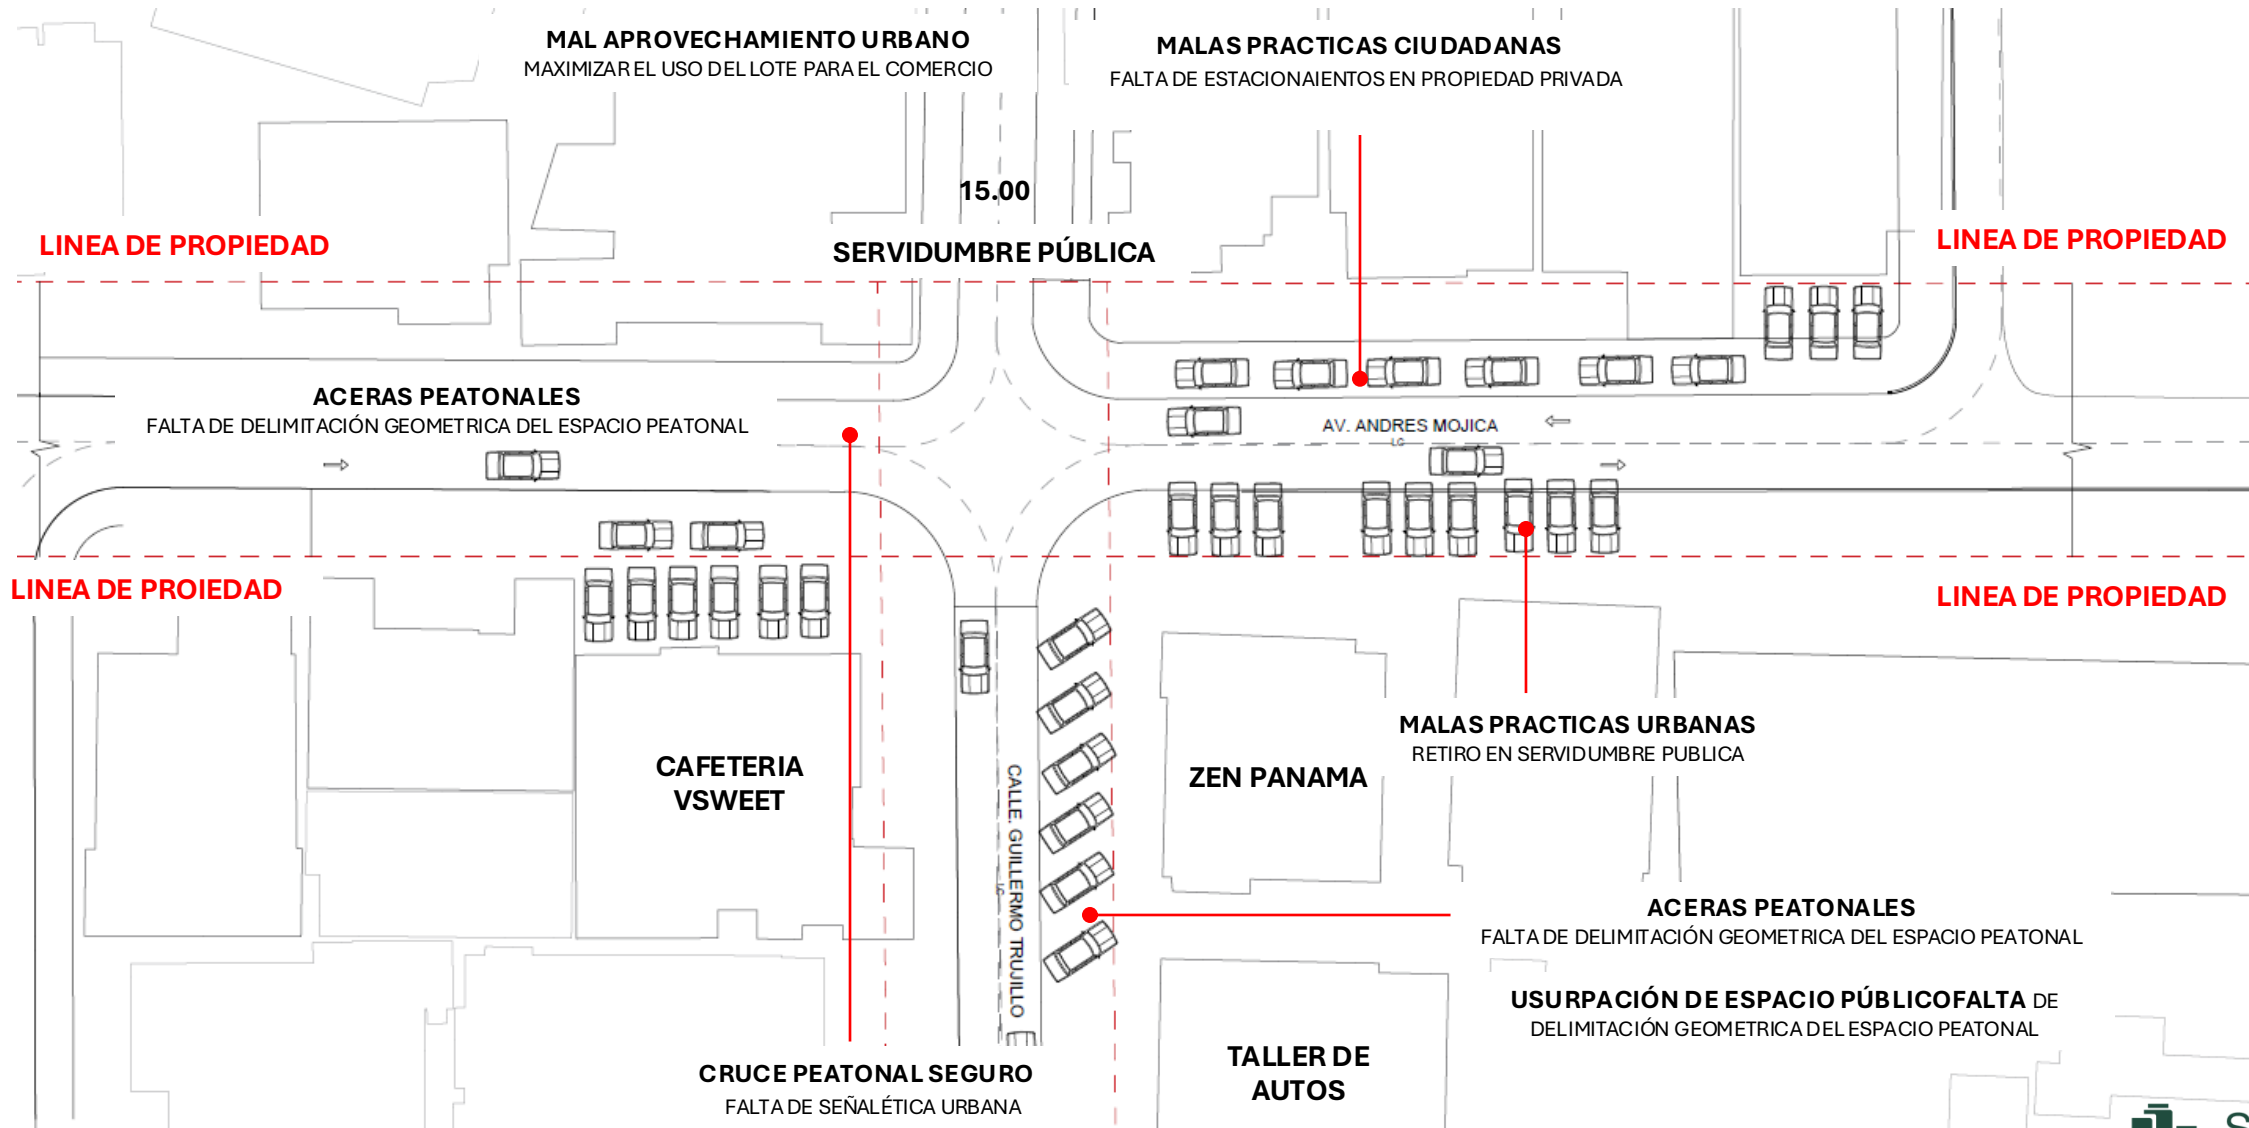 MAL APROVECHAMIENTO URBANO
MAXIMIZAR EL USO DEL LOTE PARA EL COMERCIO
MALAS PRACTICAS CIUDADANAS
FALTA DE ESTACIONAIENTOS EN PROPIEDAD PRIVADA
15.00
LINEA DE PROPIEDAD
SERVIDUMBRE PÚBLICA
LINEA DE PROPIEDAD
ACERAS PEATONALES
FALTA DE DELIMITACIÓN GEOMETRICA DEL ESPACIO PEATONAL
AV. ANDRES MOJICA
LC
LINEA DE PROIEDAD
LINEA DE PROPIEDAD
CAFETERIA
VSWEET
CALLE. GUILLERMO TRUJILLO
ZEN PANAMA
MALAS PRACTICAS URBANAS
RETIRO EN SERVIDUMBRE PUBLICA
ACERAS PEATONALES
FALTA DE DELIMITACIÓN GEOMETRICA DEL ESPACIO PEATONAL
USURPACIÓN DE ESPACIO PÚBLICOFALTA DE
DELIMITACIÓN GEOMETRICA DEL ESPACIO PEATONAL
CRUCE PEATONAL SEGURO
FALTA DE SEÑALÉTICA URBANA
TALLER DE
AUTOS